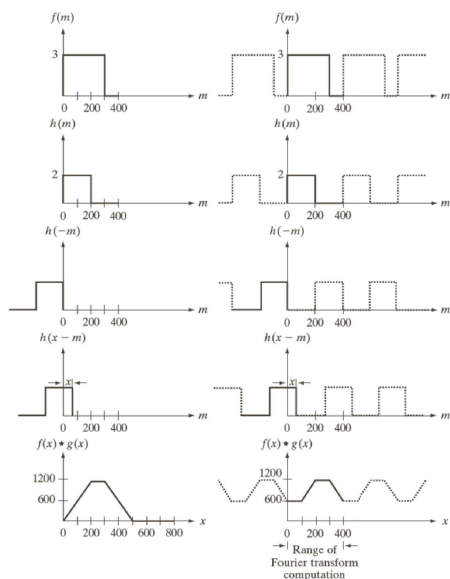 f(m)
f(m)
3
3
m
m
0 200 400
0 200 400
h(m)
h(m)
2
2
m
m
0 200 400
0 200 400
h(−m)
h(−m)
m
m
0 200 400
0 200 400
h(x − m)
h(x − m)
x
x
m
m
0 200 400
0 200 400
f(x) ★ g(x)
f(x) ★ g(x)
1200
1200
600
600
x
x
0 200 400 600 800
0 200 400
Range of
Fourier transform
computation